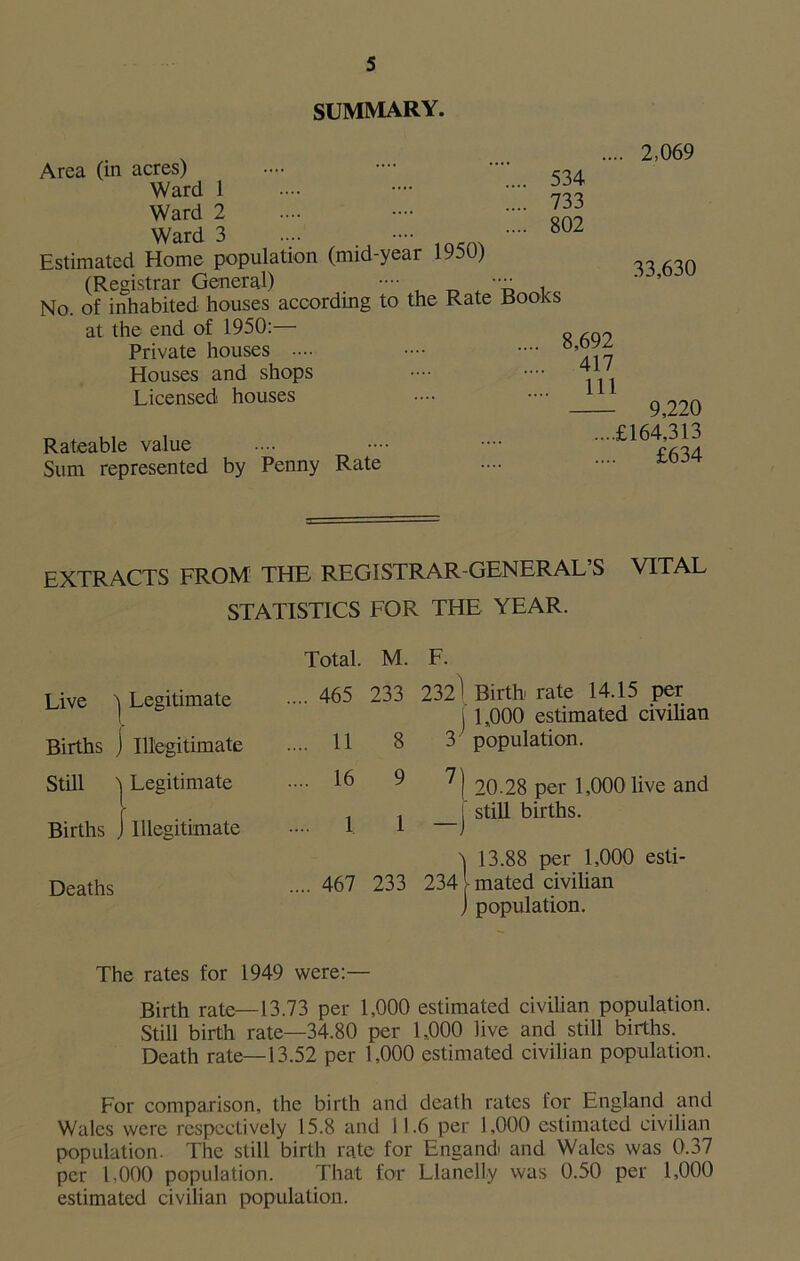 5
SUMMARY.
Area (in acres) .... .... .... .... 2,069
Ward 1 .... .... .... 534
Ward 2 .... .... .... 733
Ward 3 .... .... .... 802
Estimated Home population (mid-year 1950)
(Registrar General) .... .... 33,630
No. of inhabited houses according to the Rate Books
at the end of 1950:—
Private houses .... .... .... 8,692
Houses and shops .... .... 417
Licensed houses .... .... 111
9,220
Rateable value .... .... .... ....£164,313
Sum represented by Penny Rate .... .... £634
EXTRACTS FROM THE REGISTRAR-GENERAL'S VITAL
STATISTICS FOR THE YEAR.
Total. M. F.
Live } Legitimate .... 465 233 232 } Birth rate 14.15 per
1,000 estimated civilian
Births } Illegitimate .... 11 8 3 population.
Still } Legitimate .... 16 9 7 } 20.28 per 1,000 live and
still births.
Births } Illegitimate .... 1 1 —
13.88 per 1,000 esti-
Deaths .... 467 233 234 } mated civilian
population.
The rates for 1949 were:—
Birth rate—13.73 per 1,000 estimated civilian population.
Still birth rate—34.80 per 1,000 live and still births.
Death rate—13.52 per 1,000 estimated civilian population.
For comparison, the birth and death rates for England and
Wales were respectively 15.8 and 11.6 per 1,000 estimated civilian
population. The still birth rate for Engand and Wales was 0.37
per 1,000 population. That for Llanelly was 0.50 per 1,000
estimated civilian population.